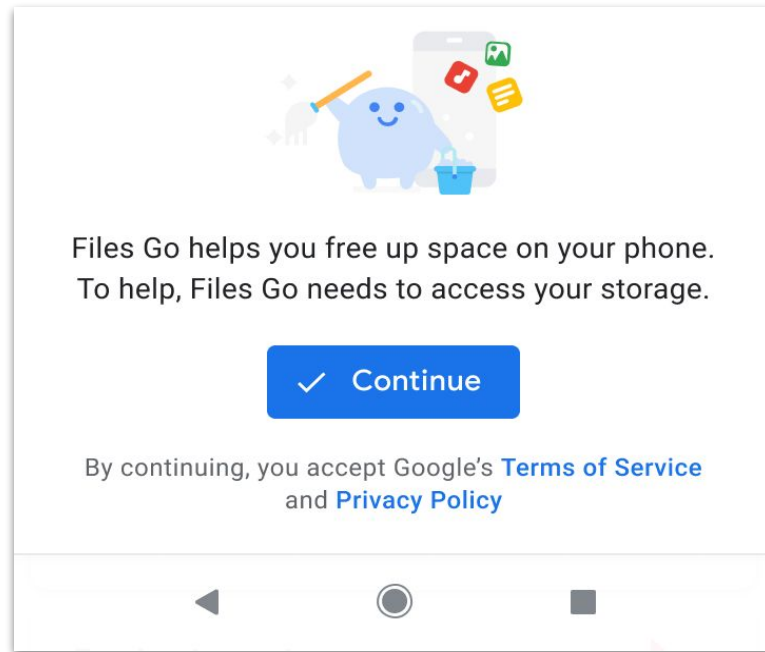 Files Go helps you free up space on your phone.
To help, Files Go needs to access your storage.
Continue
By continuing, you accept Google’s Terms of Service
and Privacy Policy